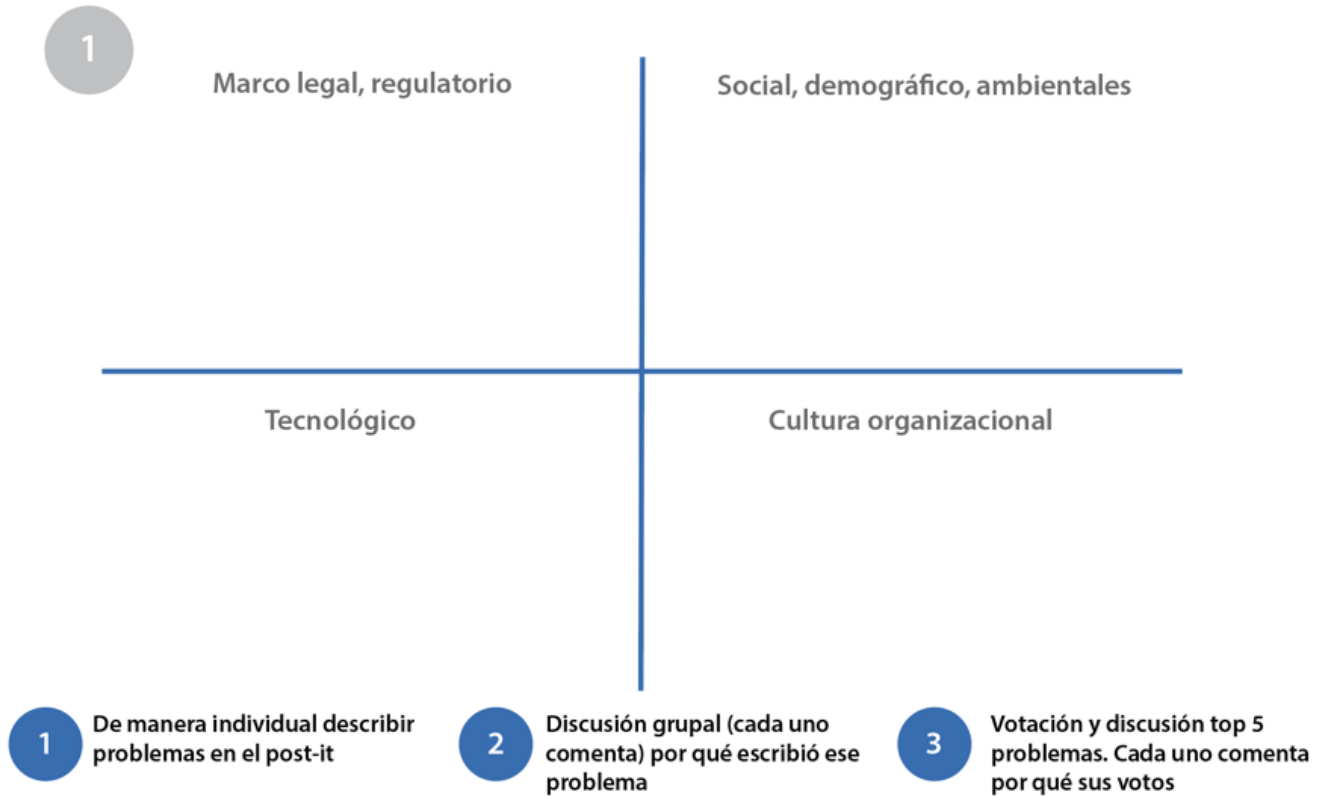 1
Marco legal, regulatorio
Social, demográfico, ambientales
Tecnológico
Cultura organizacional
1
De manera individual describir
problemas en el post-it
2
Discusión grupal (cada uno
comenta) por qué escribió ese
problema
3
Votación y discusión top 5
problemas. Cada uno comenta
por qué sus votos